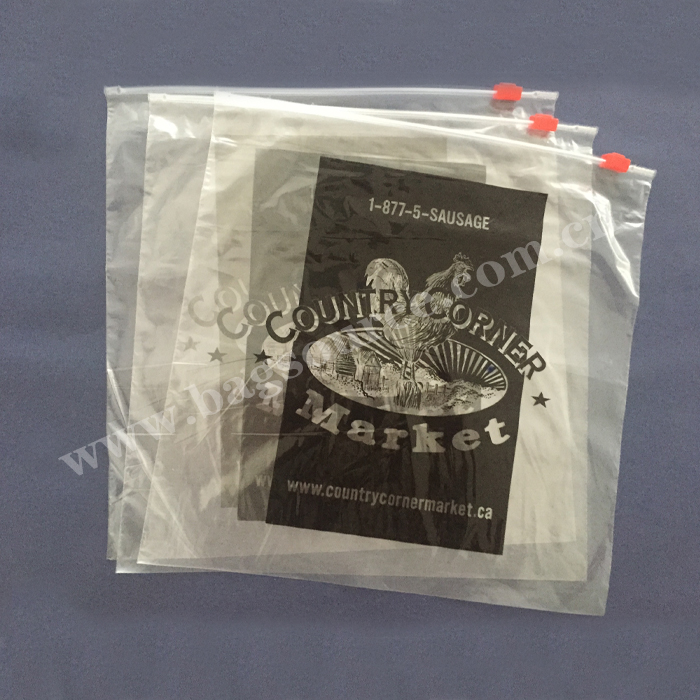 1-877-5-SAUSAGE
COUNTRY CORNER
Market
www.countrycornermarket.ca